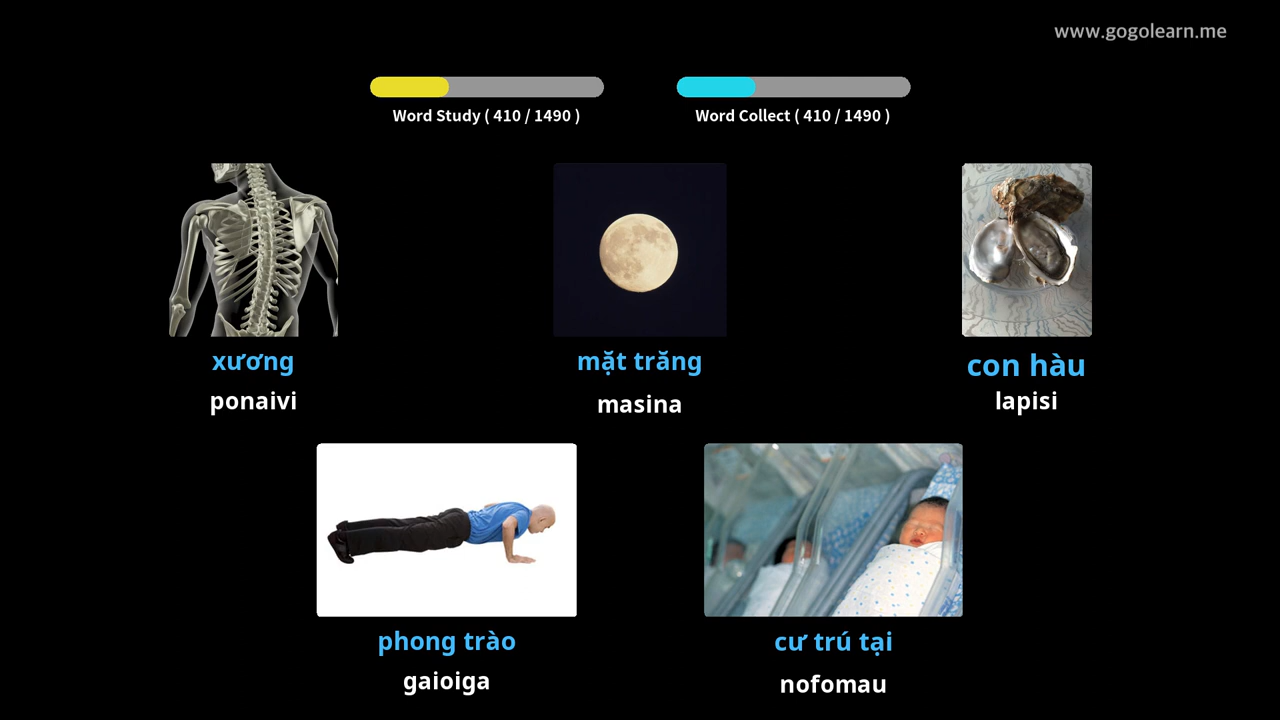 www.gogolearn.me
Word Study ( 410 / 1490 )
Word Collect ( 410 / 1490 )
xương
ponaivi
mặt trăng
masina
con hàu
lapisi
phong trào
gaioiga
cư trú tại
nofomau